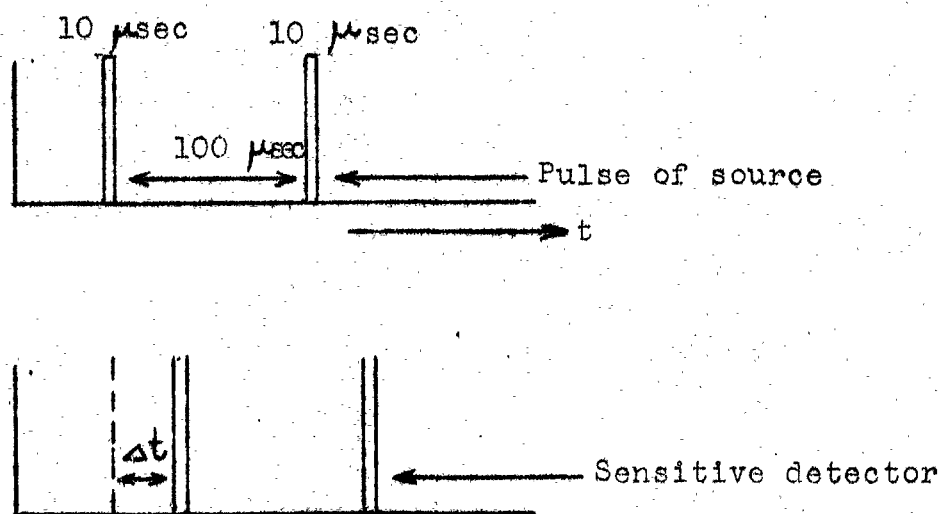 10 μsec 10 μsec
100 μsec
Pulse of source
t
Δt
Sensitive detector